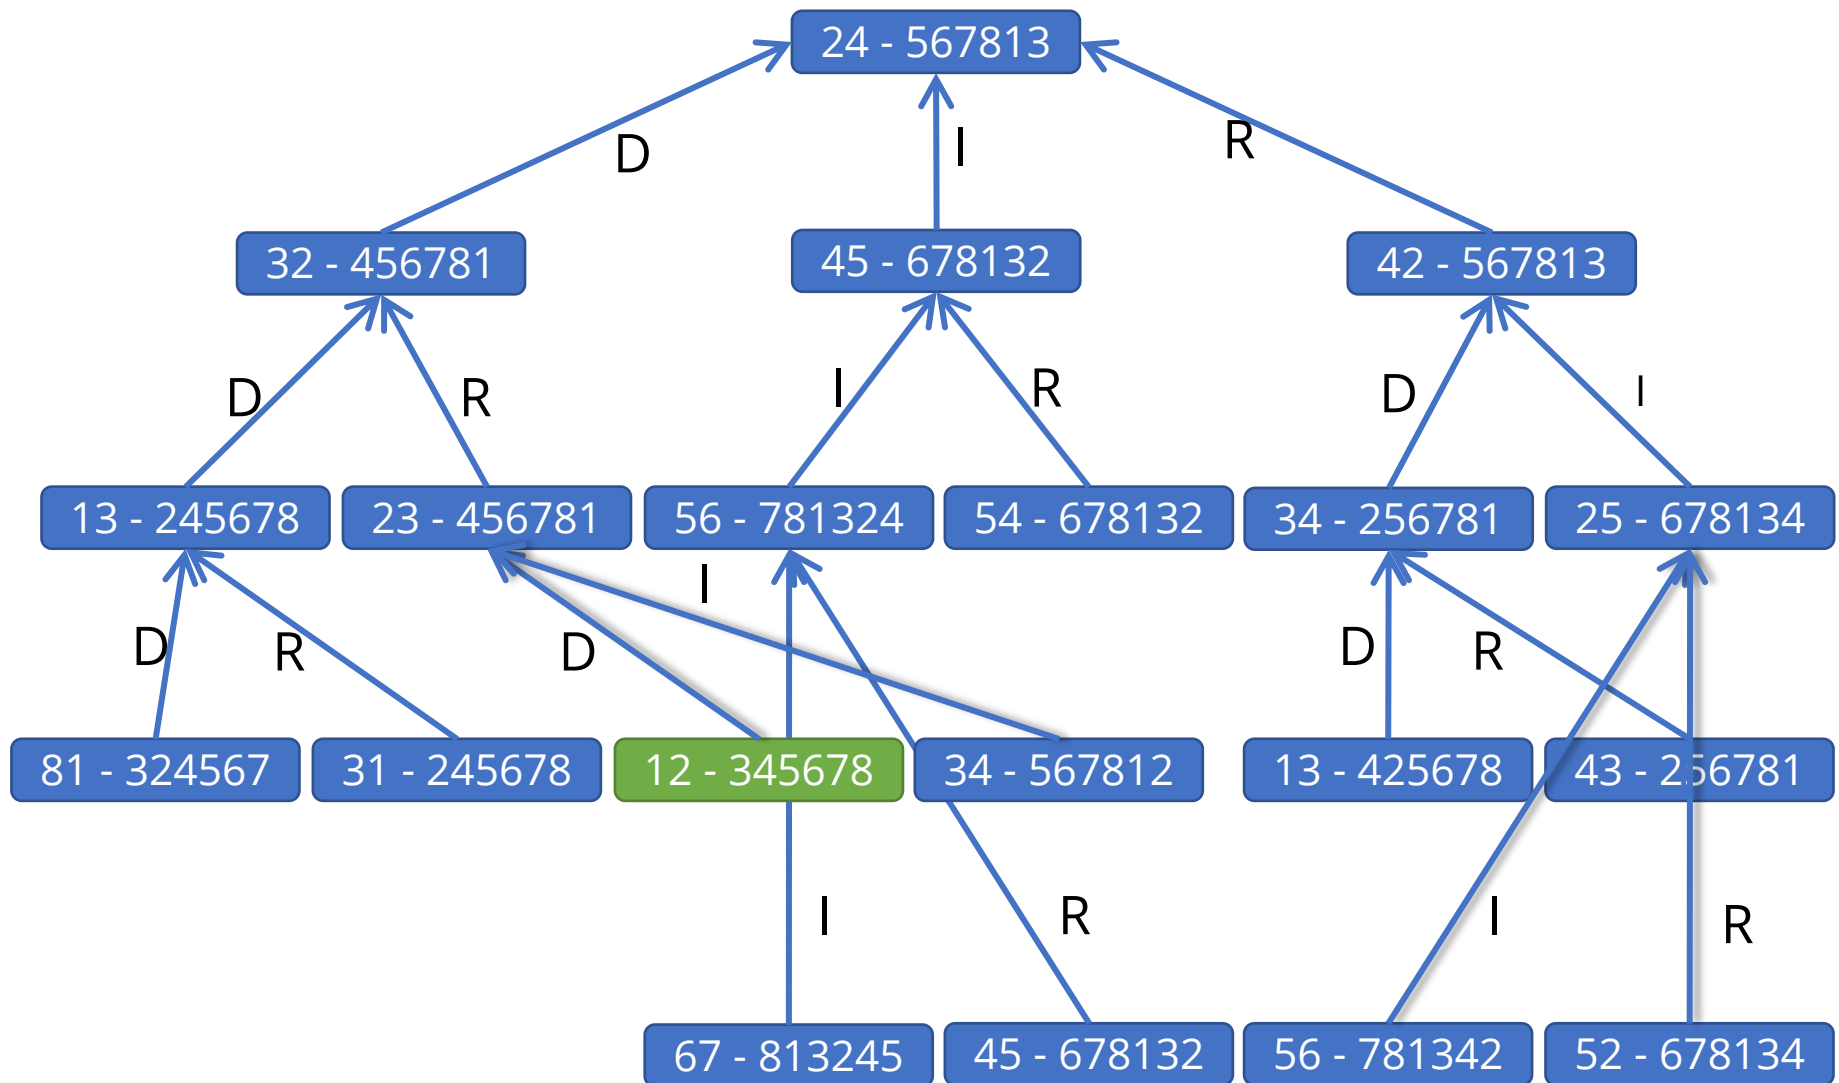 24 - 567813
D
I
R
32 - 456781
45 - 678132
42 - 567813
D
R
I
R
D
I
13 - 245678
23 - 456781
56 - 781324
54 - 678132
34 - 256781
25 - 678134
I
D
R
D
D
R
81 - 324567
31 - 245678
12 - 345678
34 - 567812
13 - 425678
43 - 256781
I
R
I
R
67 - 813245
45 - 678132
56 - 781342
52 - 678134